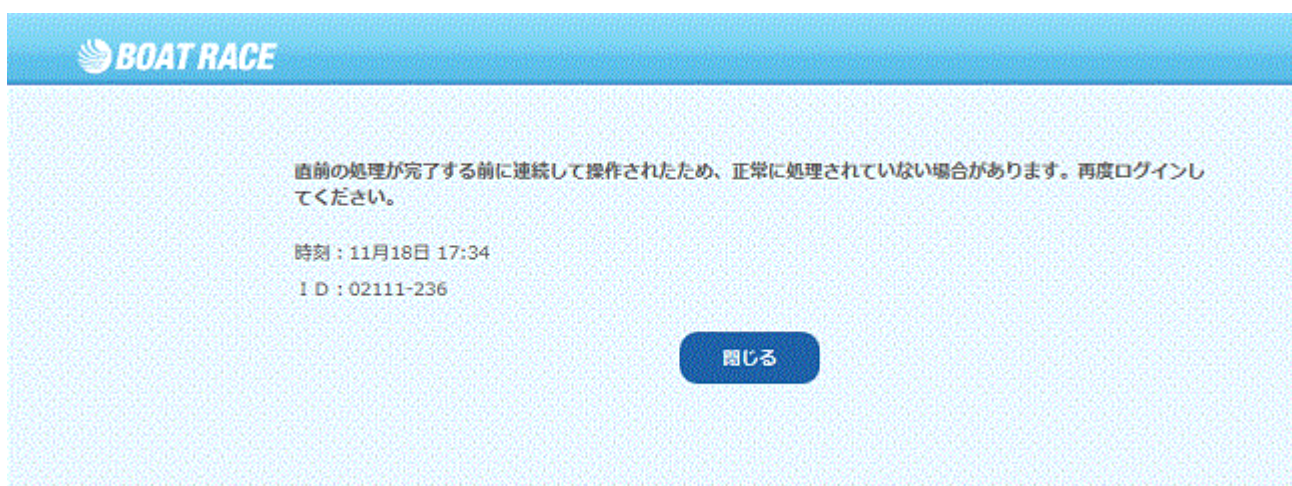 BOAT RACE
直前の処理が完了する前に連続して操作されたため、正常に処理されていない場合があります。再度ログインし
てください。
時刻：11月18日 17:34
ＩＤ：02111-236
閉じる